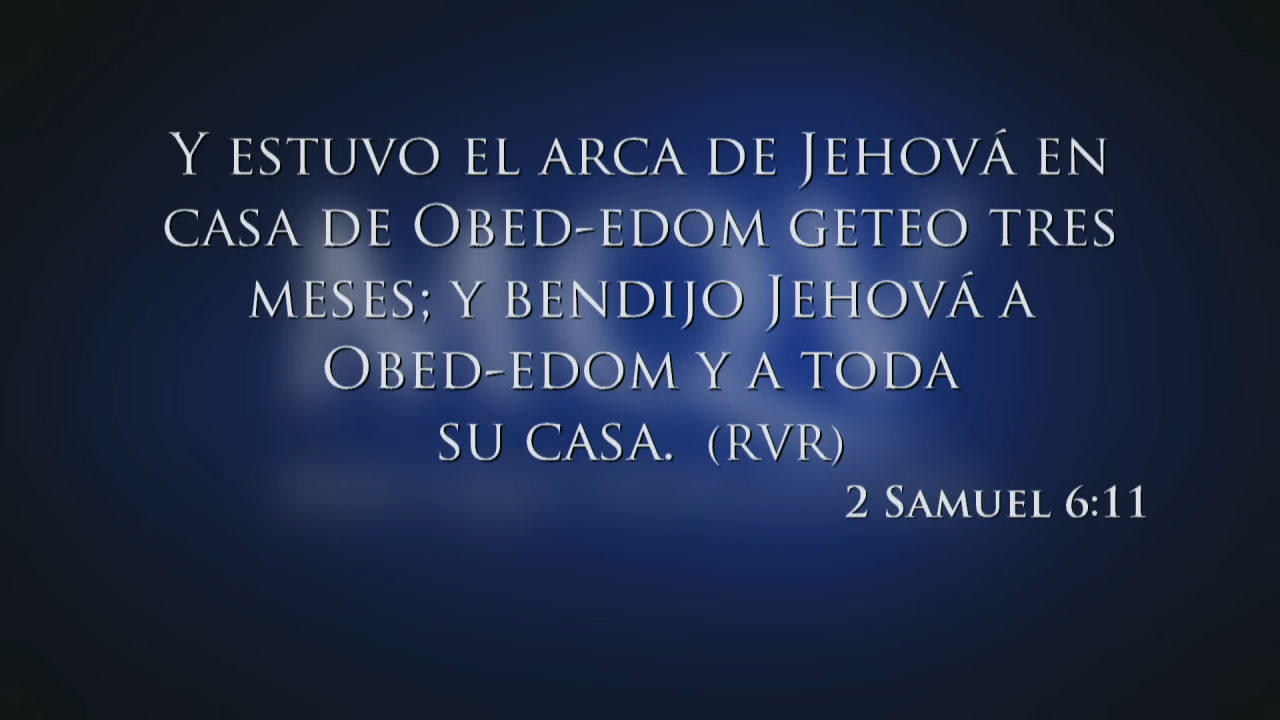 Y estuvo el arca de Jehová en
casa de Obed-edom geteo tres
meses; y bendijo Jehová a
Obed-edom y a toda
su casa. (RVR)
2 Samuel 6:11